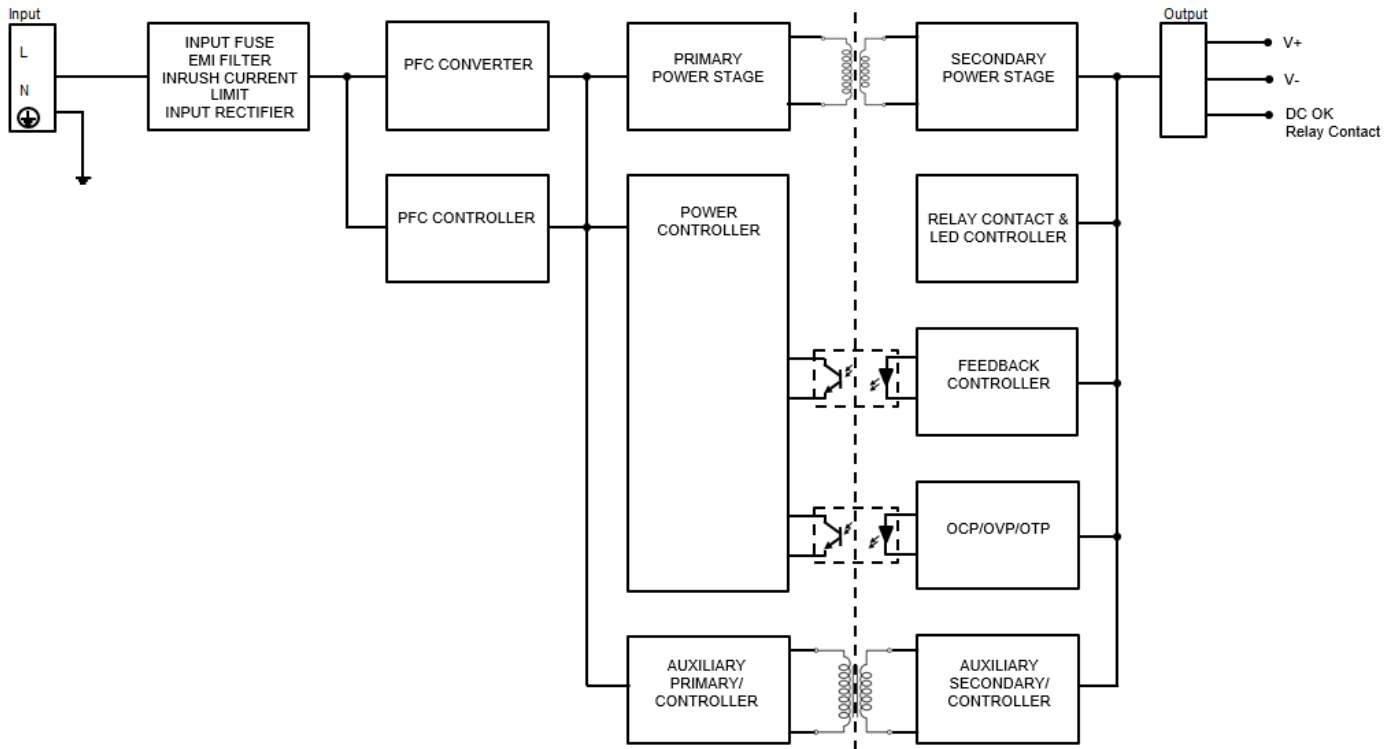 Input
L
N
INPUT FUSE
EMI FILTER
INRUSH CURRENT
LIMIT
INPUT RECTIFIER
PFC CONVERTER
PFC CONTROLLER
PRIMARY
POWER STAGE
POWER
CONTROLLER
AUXILIARY
PRIMARY/
CONTROLLER
SECONDARY
POWER STAGE
RELAY CONTACT &
LED CONTROLLER
FEEDBACK
CONTROLLER
OCP/OVP/OTP
AUXILIARY
SECONDARY/
CONTROLLER
Output
V+
V-
DC OK
Relay Contact